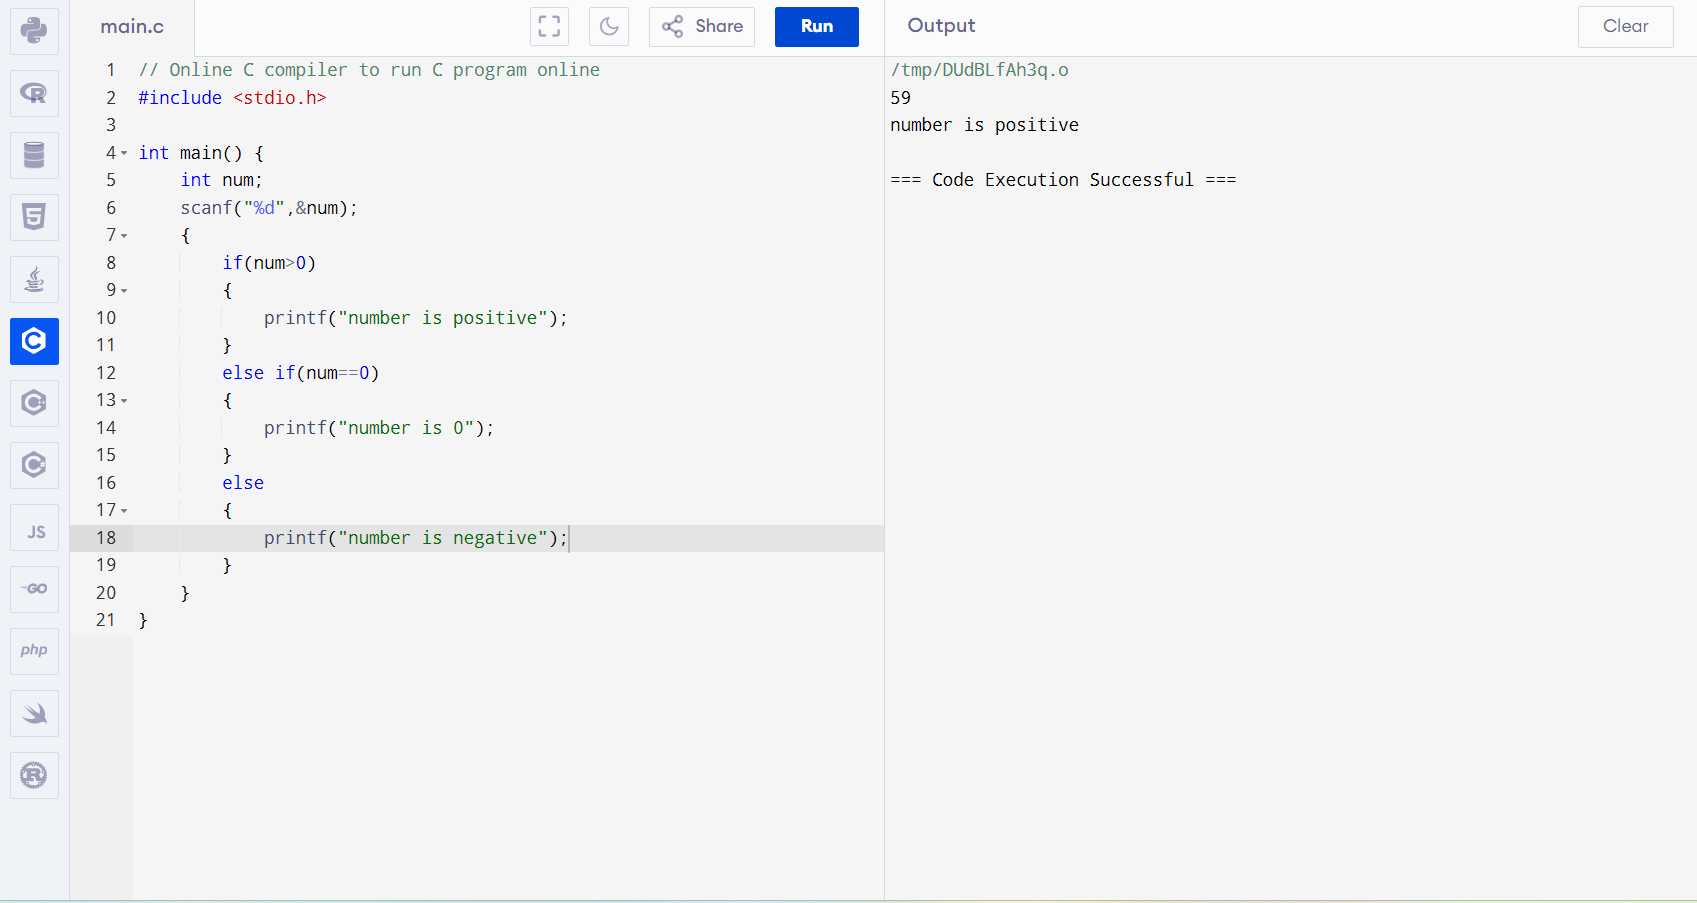 main.c
Share
Run
Output
Clear
1 // Online C compiler to run C program online
2 #include <stdio.h>
3
4 int main() {
5     int num;
6     scanf("%d",&num);
7     {
8         if(num>0)
9         {
10             printf("number is positive");
11         }
12         else if(num==0)
13         {
14             printf("number is 0");
15         }
16         else
17         {
18             printf("number is negative");
19         }
20     }
21 }
/tmp/DUdBLfAh3q.o
59
number is positive
=== Code Execution Successful ===
R
5
C
C
C
JS
GO
php
R